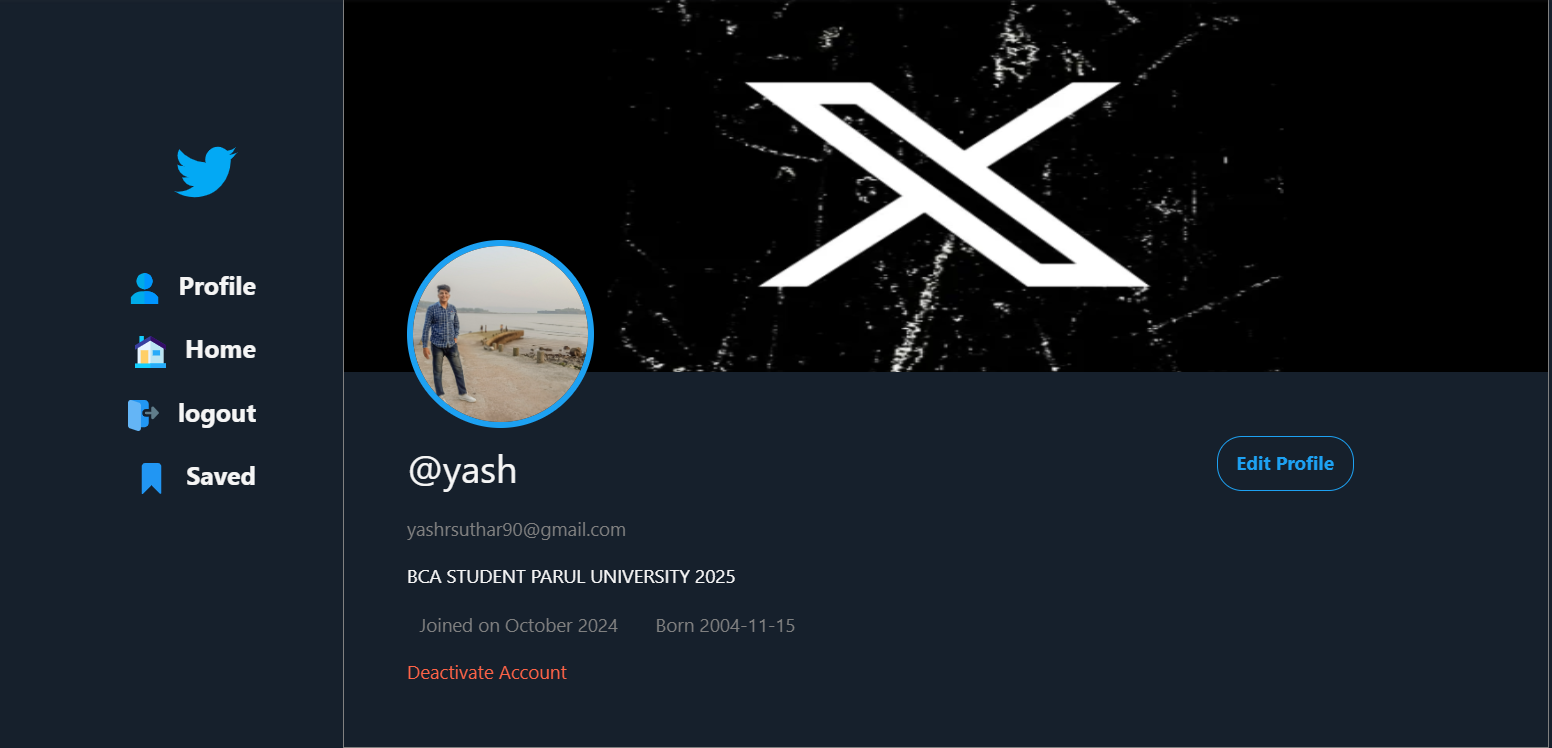 Profile
Home
logout
Saved
@yash
Edit Profile
yashrsuthar90@gmail.com
BCA STUDENT PARUL UNIVERSITY 2025
Joined on October 2024 Born 2004-11-15
Deactivate Account